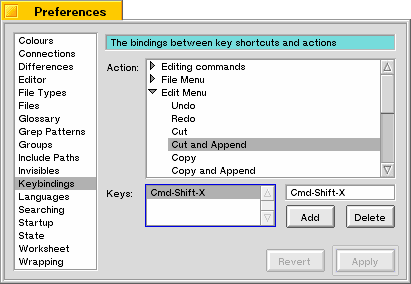 Preferences
Colours
Connections
Differences
Editor
File Types
Files
Glossary
Grep Patterns
Groups
Include Paths
Invisibles
Keybindings
Languages
Searching
Startup
State
Worksheet
Wrapping
The bindings between key shortcuts and actions
Action:
Editing commands
File Menu
Edit Menu
Undo
Redo
Cut
Cut and Append
Copy
Copy and Append
Keys:
Cmd-Shift-X
Cmd-Shift-X
Add
Delete
Revert
Apply